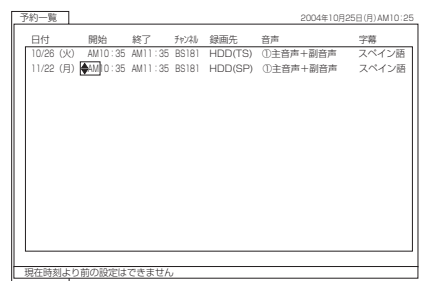 予約一覧 2004年10月25日(月)AM10:25
日付 開始 終了 チャンネル 録画先 音声 字幕
10/26 (火) AM10:35 AM11:35 BS181 HDD(TS) ①主音声+副音声 スペイン語
11/22 (月) AM10:35 AM11:35 BS181 HDD(SP) ①主音声+副音声 スペイン語
現在時刻より前の設定はできません